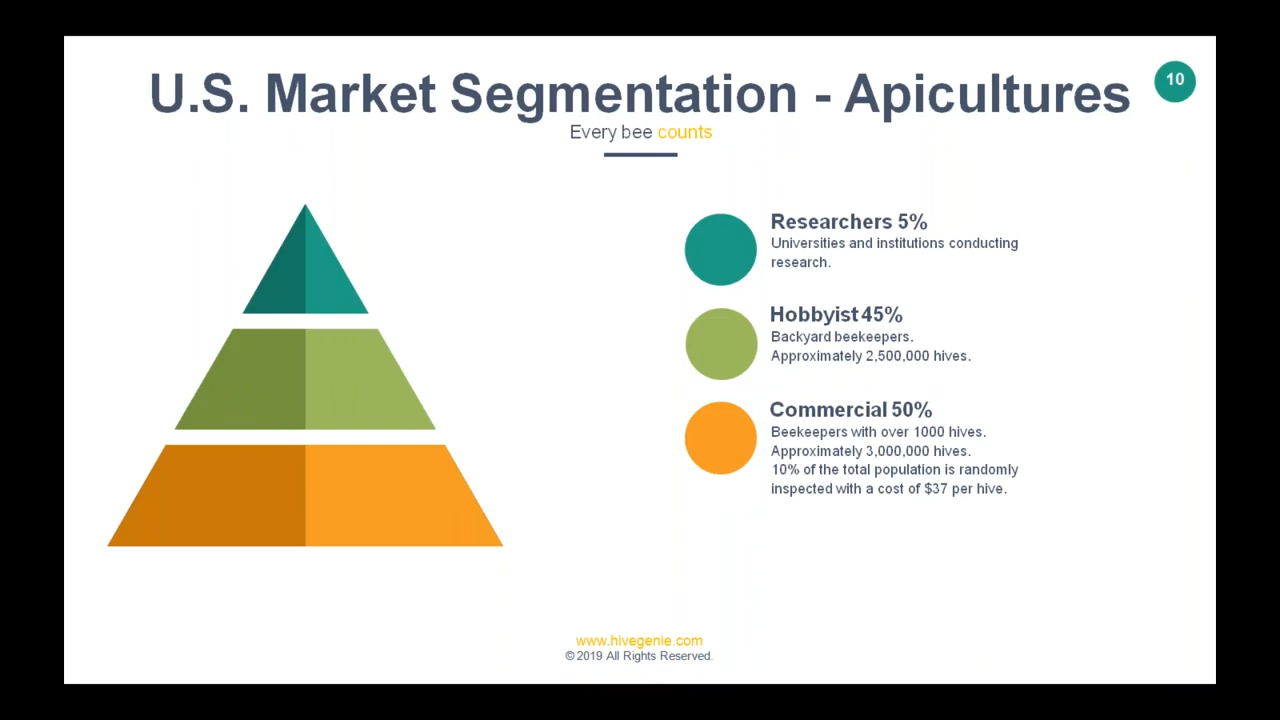 U.S. Market Segmentation - Apicultures
10
Every bee counts
Researchers 5%
Universities and institutions conducting
research.
Hobbyist 45%
Backyard beekeepers.
Approximately 2,500,000 hives.
Commercial 50%
Beekeepers with over 1000 hives.
Approximately 3,000,000 hives.
10% of the total population is randomly
inspected with a cost of $37 per hive.
www.hivegenie.com
© 2019 All Rights Reserved.